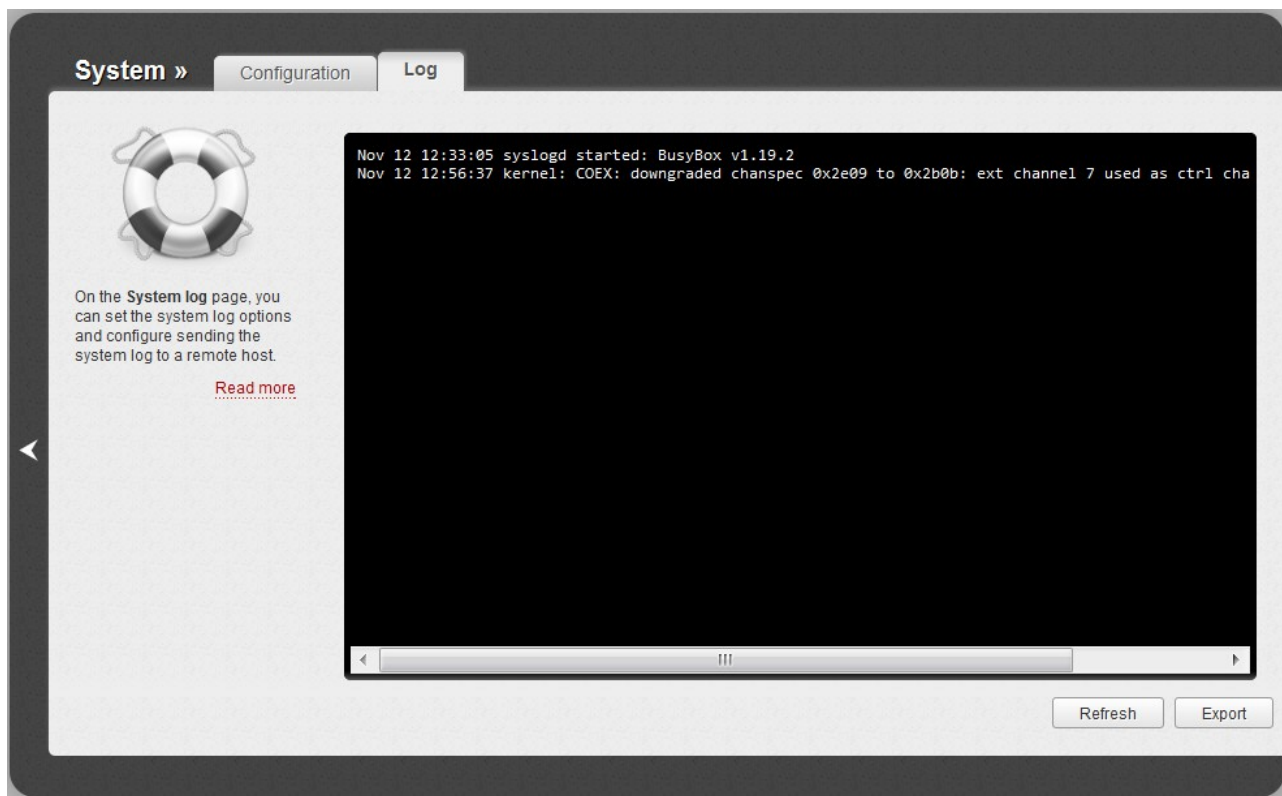 System »
Configuration
Log
On the System log page, you
can set the system log options
and configure sending the
system log to a remote host.
Read more
Nov 12 12:33:05 syslogd started: BusyBox v1.19.2
Nov 12 12:56:37 kernel: COEX: downgraded chanspec 0x2e09 to 0x2b0b: ext channel 7 used as ctrl cha
Refresh
Export